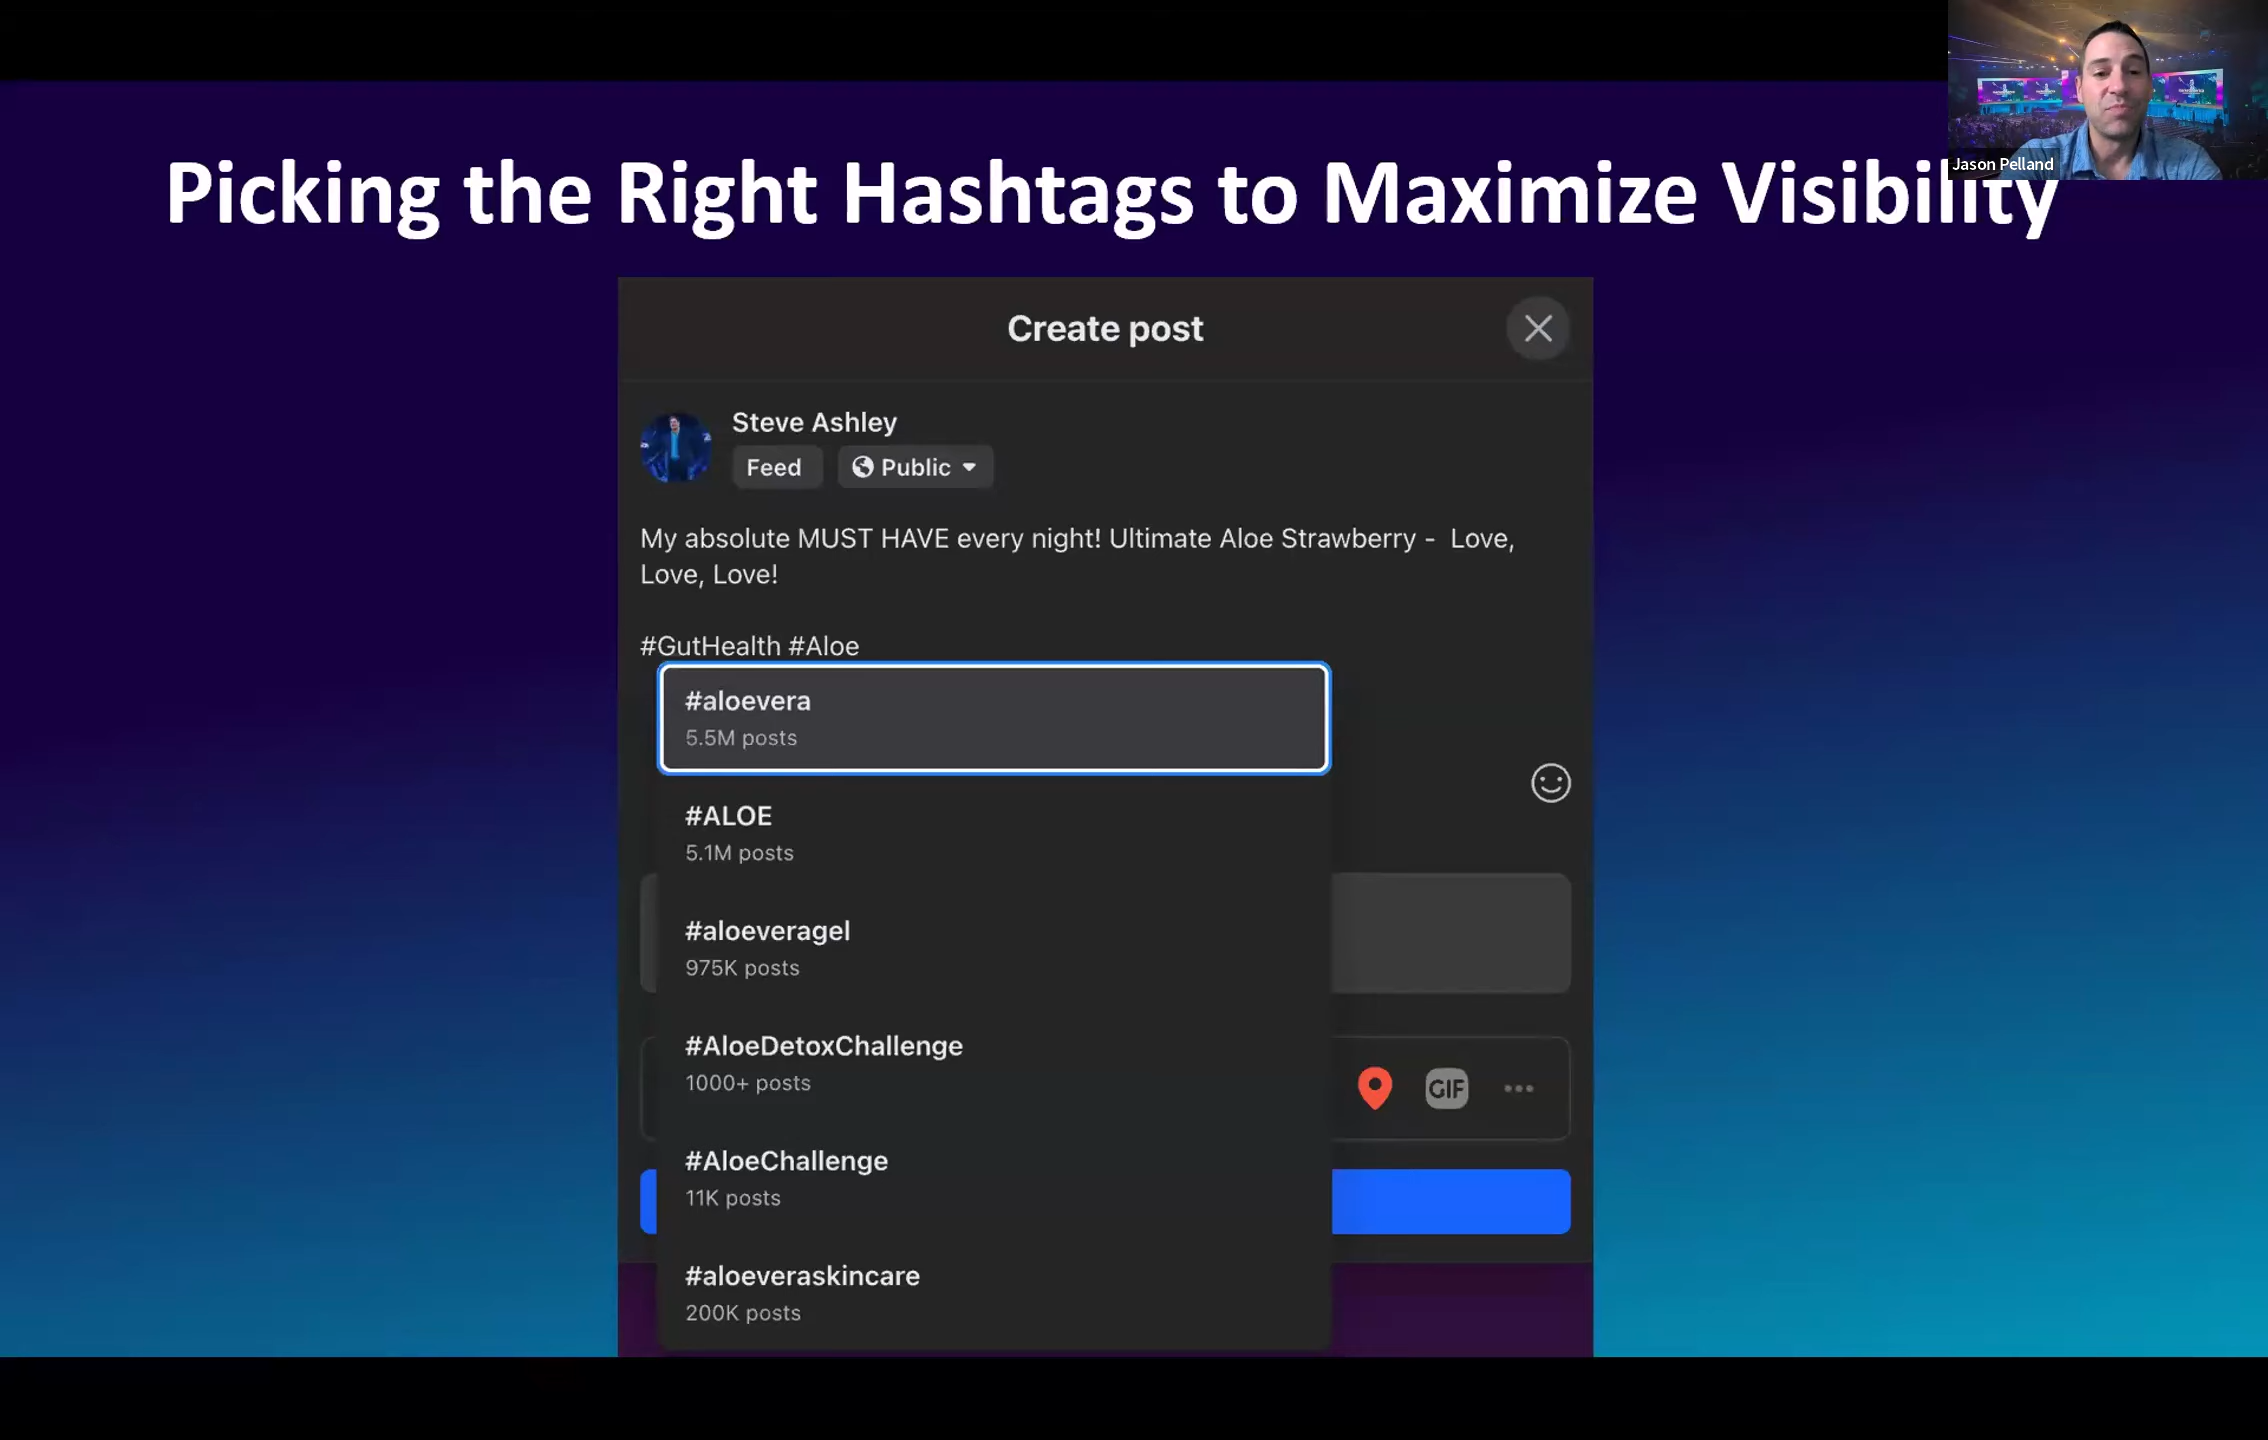 Jason Pelland
Picking the Right Hashtags to Maximize Visibility
Create post
Steve Ashley
Feed
Public
My absolute MUST HAVE every night! Ultimate Aloe Strawberry - Love,
Love, Love!
#GutHealth #Aloe
#aloevera
5.5M posts
#ALOE
5.1M posts
#aloeveragel
975K posts
#AloeDetoxChallenge
1000+ posts
GIF
#AloeChallenge
11K posts
#aloeveraskincare
200K posts